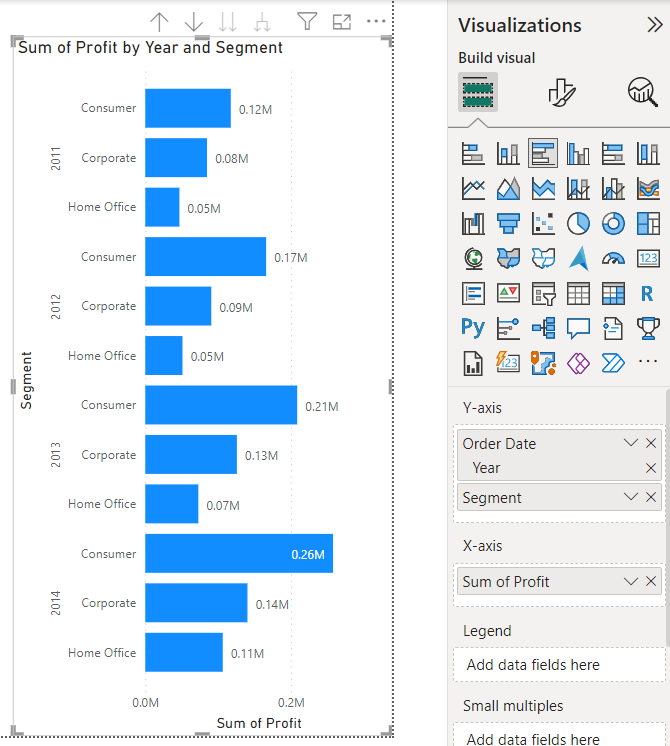 Sum of Profit by Year and Segment
Segment
2011
Consumer 0.12M
Corporate 0.08M
Home Office 0.05M
2012
Consumer 0.17M
Corporate 0.09M
Home Office 0.05M
2013
Consumer 0.21M
Corporate 0.13M
Home Office 0.07M
2014
Consumer 0.26M
Corporate 0.14M
Home Office 0.11M
0.0M 0.2M
Sum of Profit
Visualizations
Build visual
123
R
Py
123
Y-axis
Order Date
Year
Segment
X-axis
Sum of Profit
Legend
Add data fields here
Small multiples
Add data fields here